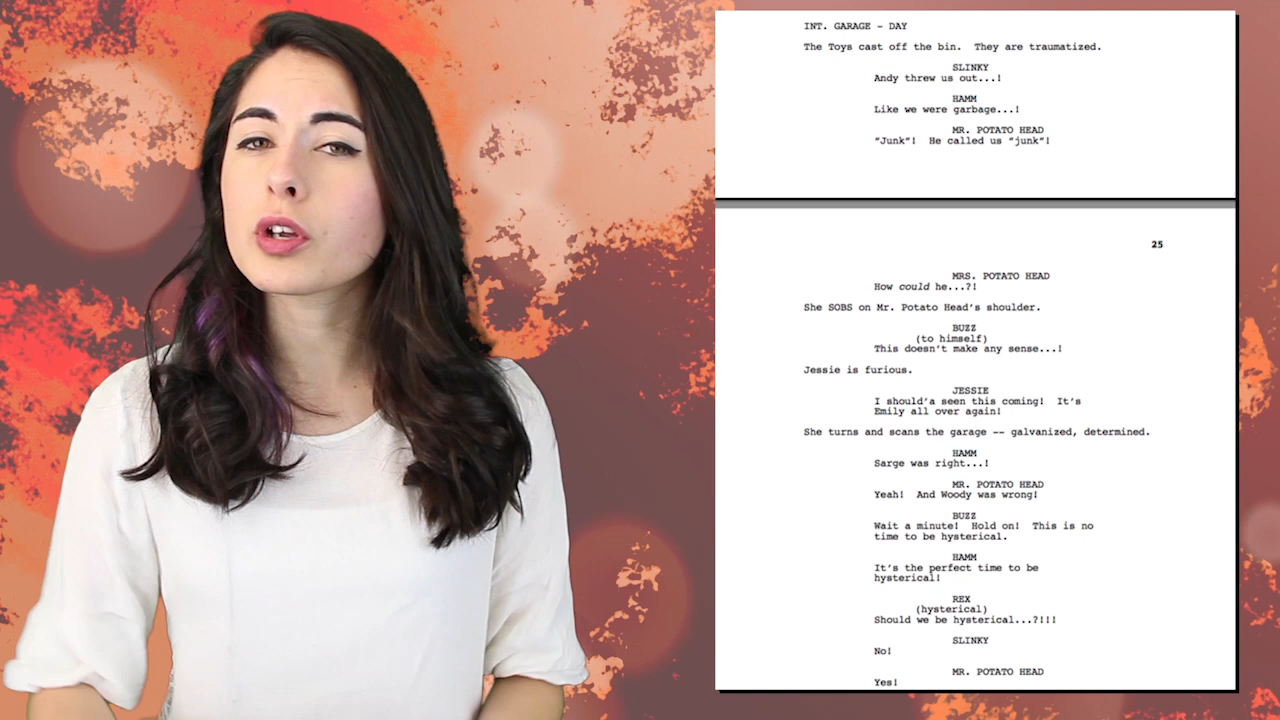 INT. GARAGE - DAY
The Toys cast off the bin. They are traumatized.
SLINKY
Andy threw us out...!
HAMM
Like we were garbage...!
MR. POTATO HEAD
"Junk"! He called us "junk"!
25
MRS. POTATO HEAD
How could he...?!
She SOBS on Mr. Potato Head's shoulder.
BUZZ
(to himself)
This doesn't make any sense...!
Jessie is furious.
JESSIE
I should'a seen this coming! It's
Emily all over again!
She turns and scans the garage -- galvanized, determined.
HAMM
Sarge was right...!
MR. POTATO HEAD
Yeah! And Woody was wrong!
BUZZ
Wait a minute! Hold on! This is no
time to be hysterical.
HAMM
It's the perfect time to be
hysterical!
REX
(hysterical)
Should we be hysterical...?!!!
SLINKY
No!
MR. POTATO HEAD
Yes!